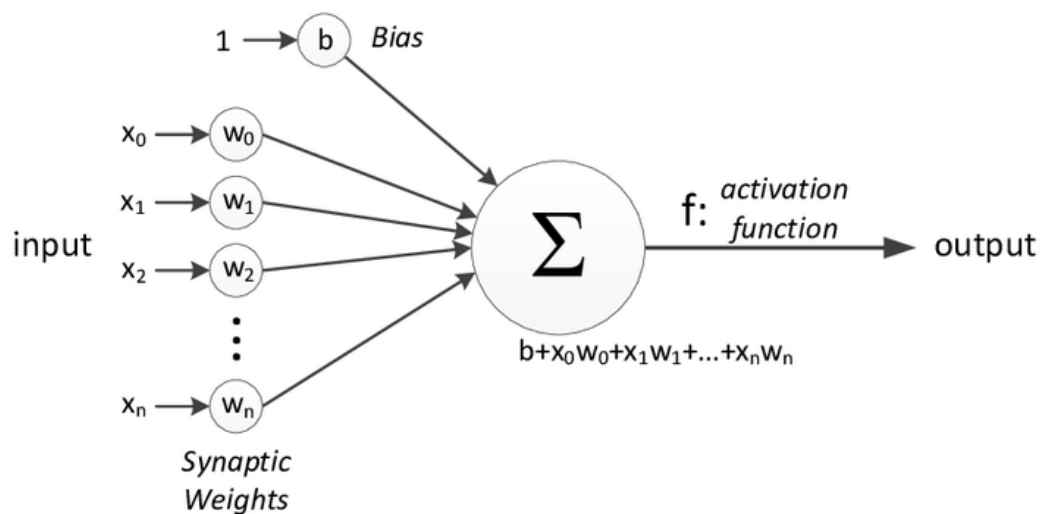 1 b Bias
x₀ w₀
x₁ w₁
input
x₂ w₂
xₙ wₙ
Synaptic
Weights
Σ
b+x₀w₀+x₁w₁+...+xₙwₙ
f: activation
function
output